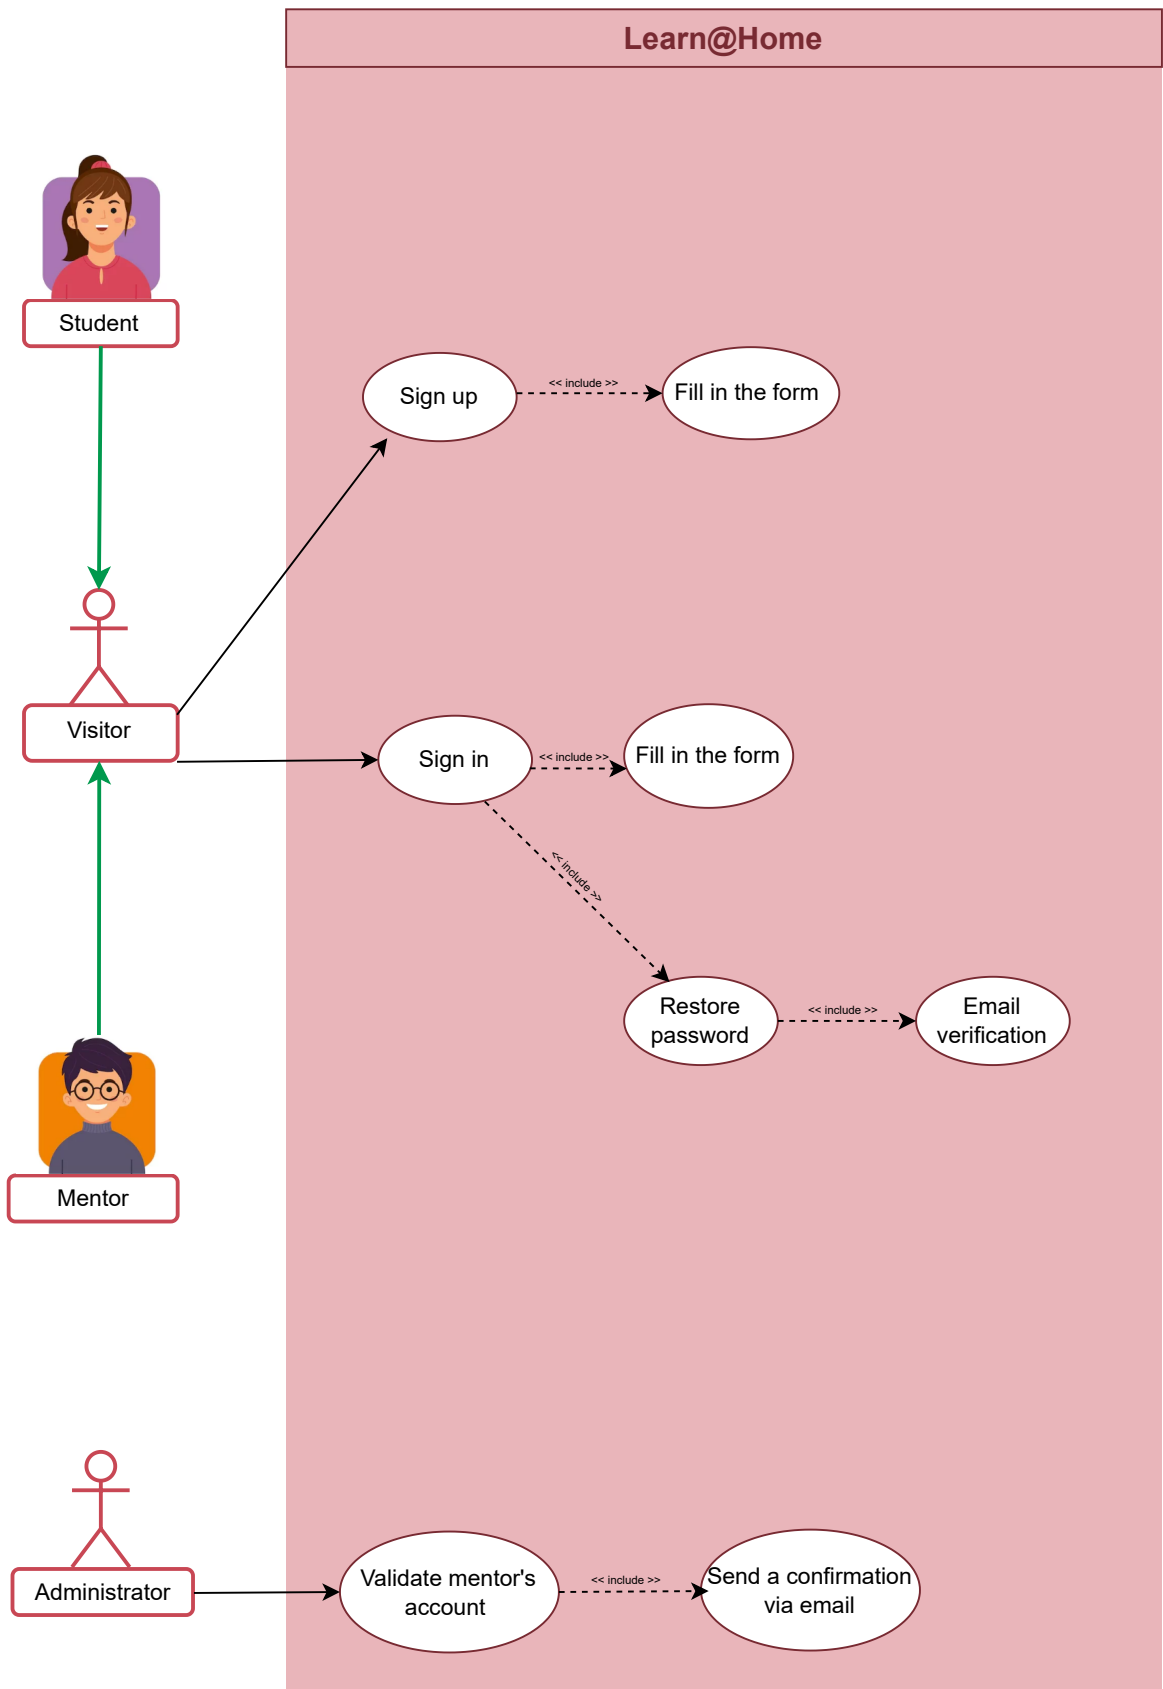 Learn@Home
Student
Sign up
<< include >>
Fill in the form
Visitor
Sign in
<< include >>
Fill in the form
<< include >>
Restore
password
<< include >>
Email
verification
Mentor
Administrator
Validate mentor's
account
<< include >>
Send a confirmation
via email